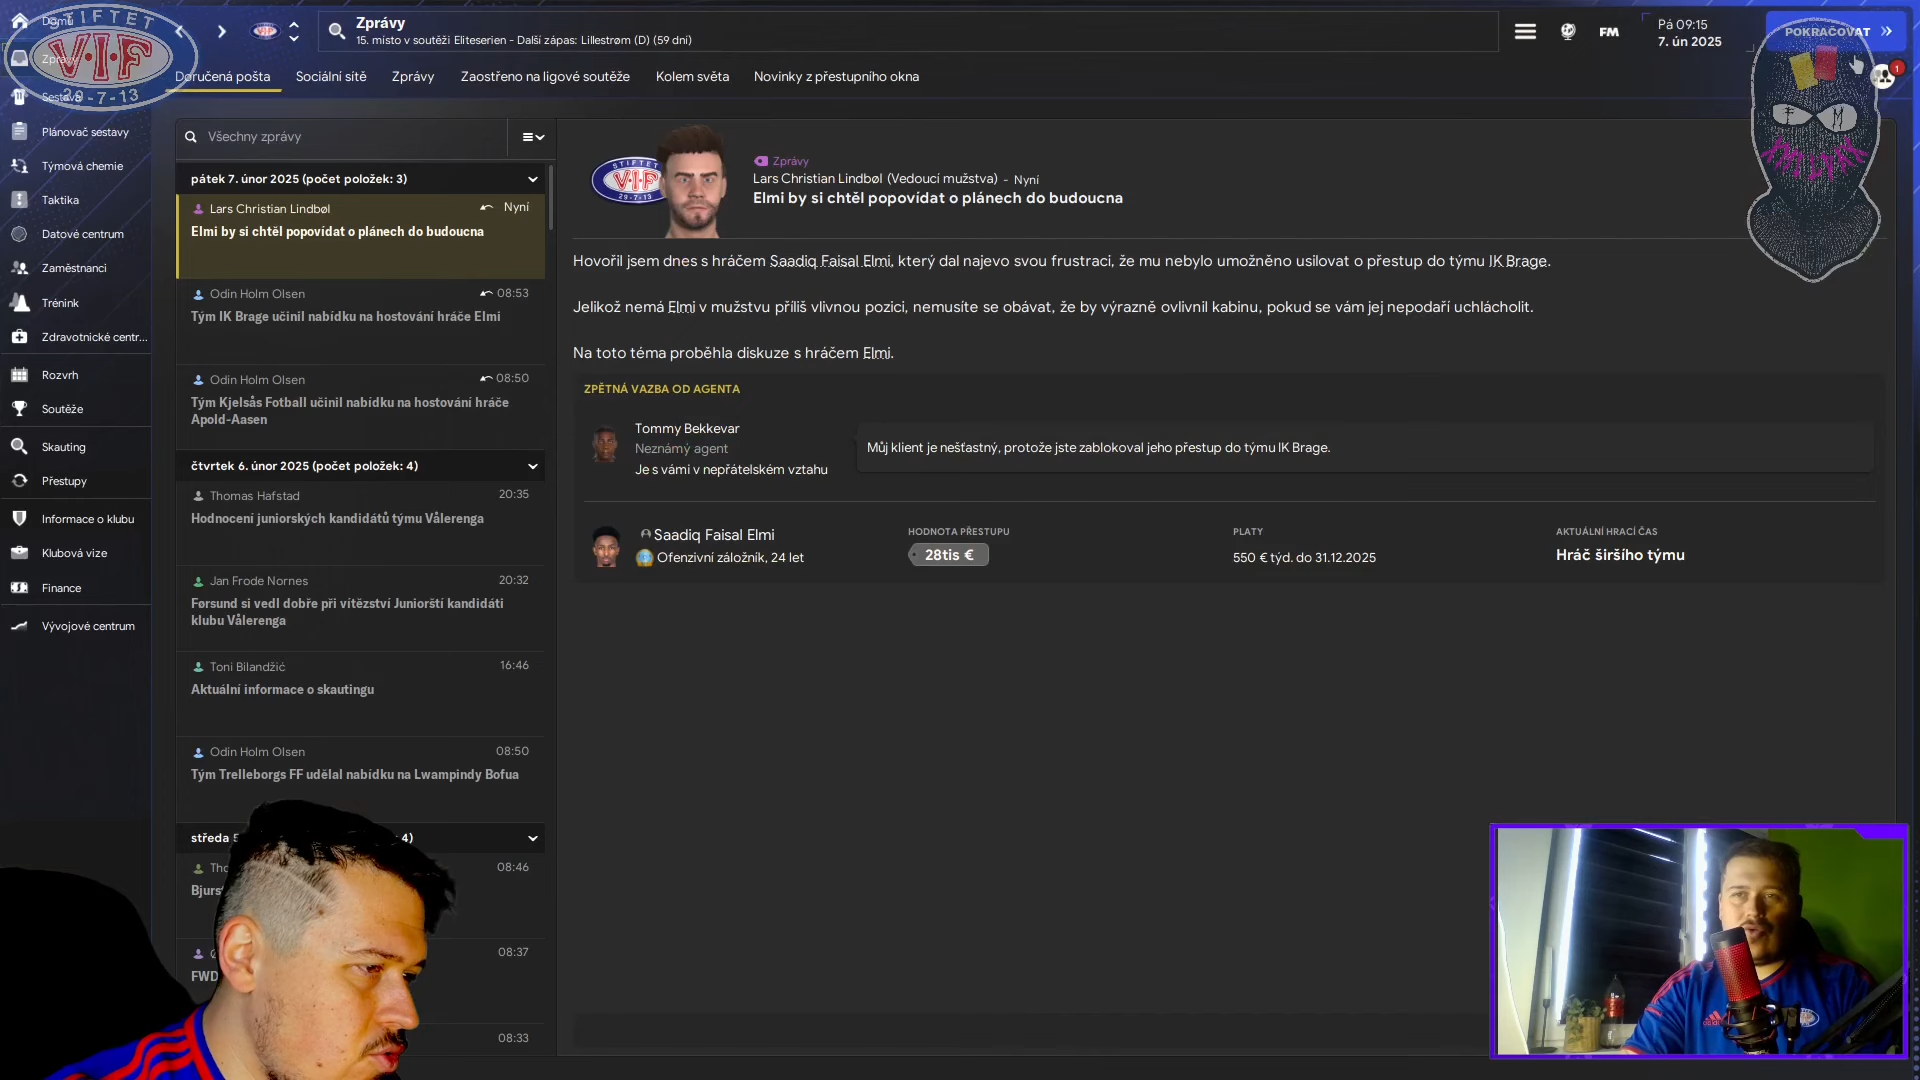 STIFTET
V.I.F
29-7-13
Domů
Zprávy
Sestava
Plánovač sestavy
Týmová chemie
Taktika
Datové centrum
Zaměstnanci
Trénink
Zdravotnické centr...
Rozvrh
Soutěže
Skauting
Přestupy
Informace o klubu
Klubová vize
Finance
Vývojové centrum
Zprávy
15. místo v soutěži Eliteserien - Další zápas: Lillestrøm (D) (59 dní)
FM
Pá 09:15
7. ún 2025
POKRAČOVAT
1
Doručená pošta
Sociální sítě
Zprávy
Zaostřeno na ligové soutěže
Kolem světa
Novinky z přestupního okna
Všechny zprávy
pátek 7. únor 2025 (počet položek: 3)
Lars Christian Lindbøl
Nyní
Elmi by si chtěl popovídat o plánech do budoucna
Odin Holm Olsen
08:53
Tým IK Brage učinil nabídku na hostování hráče Elmi
Odin Holm Olsen
08:50
Tým Kjelsås Fotball učinil nabídku na hostování hráče
Apold-Aasen
čtvrtek 6. únor 2025 (počet položek: 4)
Thomas Hafstad
20:35
Hodnocení juniorských kandidátů týmu Vålerenga
Jan Frode Nornes
20:32
Førsund si vedl dobře při vítězství Juniorští kandidáti
klubu Vålerenga
Toni Bilandžić
16:46
Aktuální informace o skautingu
Odin Holm Olsen
08:50
Tým Trelleborgs FF udělal nabídku na Lwampindy Bofua
středa 5
4)
08:46
08:37
FWD
08:33
STIFTET
VIF
29-7-13
Zprávy
Lars Christian Lindbøl (Vedoucí mužstva) - Nyní
Elmi by si chtěl popovídat o plánech do budoucna
Hovořil jsem dnes s hráčem Saadiq Faisal Elmi, který dal najevo svou frustraci, že mu nebylo umožněno usilovat o přestup do týmu IK Brage.
Jelikož nemá Elmi v mužstvu příliš vlivnou pozici, nemusíte se obávat, že by výrazně ovlivnil kabinu, pokud se vám jej nepodaří uchlácholit.
Na toto téma proběhla diskuze s hráčem Elmi.
ZPĚTNÁ VAZBA OD AGENTA
Tommy Bekkevar
Neznámý agent
Je s vámi v nepřátelském vztahu
Můj klient je nešťastný, protože jste zablokoval jeho přestup do týmu IK Brage.
Saadiq Faisal Elmi
Ofenzivní záložník, 24 let
HODNOTA PŘESTUPU
28tis €
PLATY
550 € týd. do 31.12.2025
AKTUÁLNÍ HRACÍ ČAS
Hráč širšího týmu